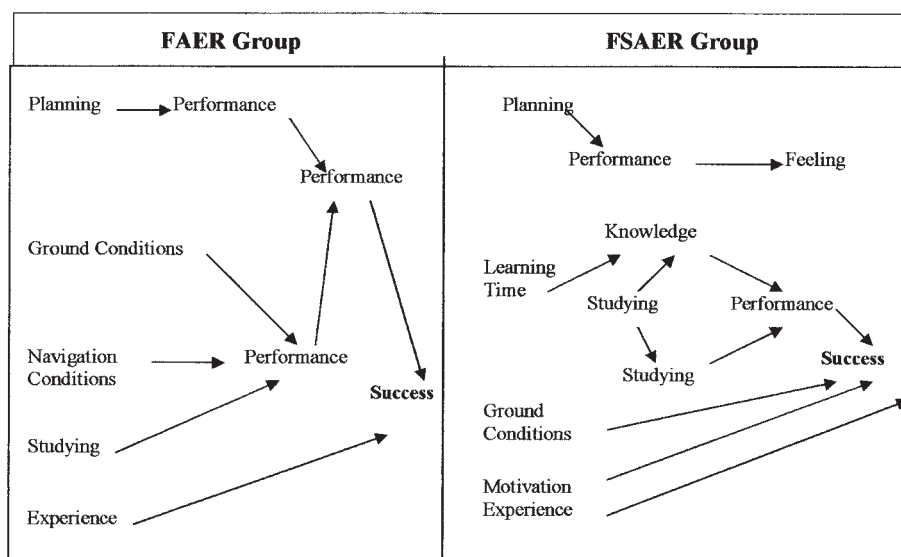 FAER Group
FSAER Group
Planning
Performance
Performance
Ground Conditions
Navigation
Conditions
Performance
Success
Studying
Experience
Planning
Performance
Feeling
Knowledge
Learning
Time
Studying
Performance
Studying
Success
Ground
Conditions
Motivation
Experience